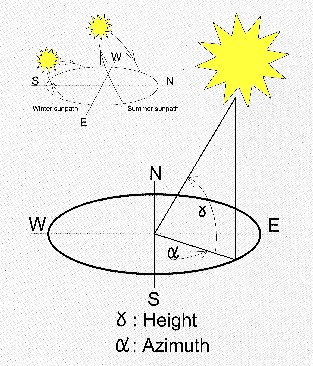 W
S N
Winter sunpath Summer sunpath
E
N
W E
γ
α
S
γ : Height
α : Azimuth